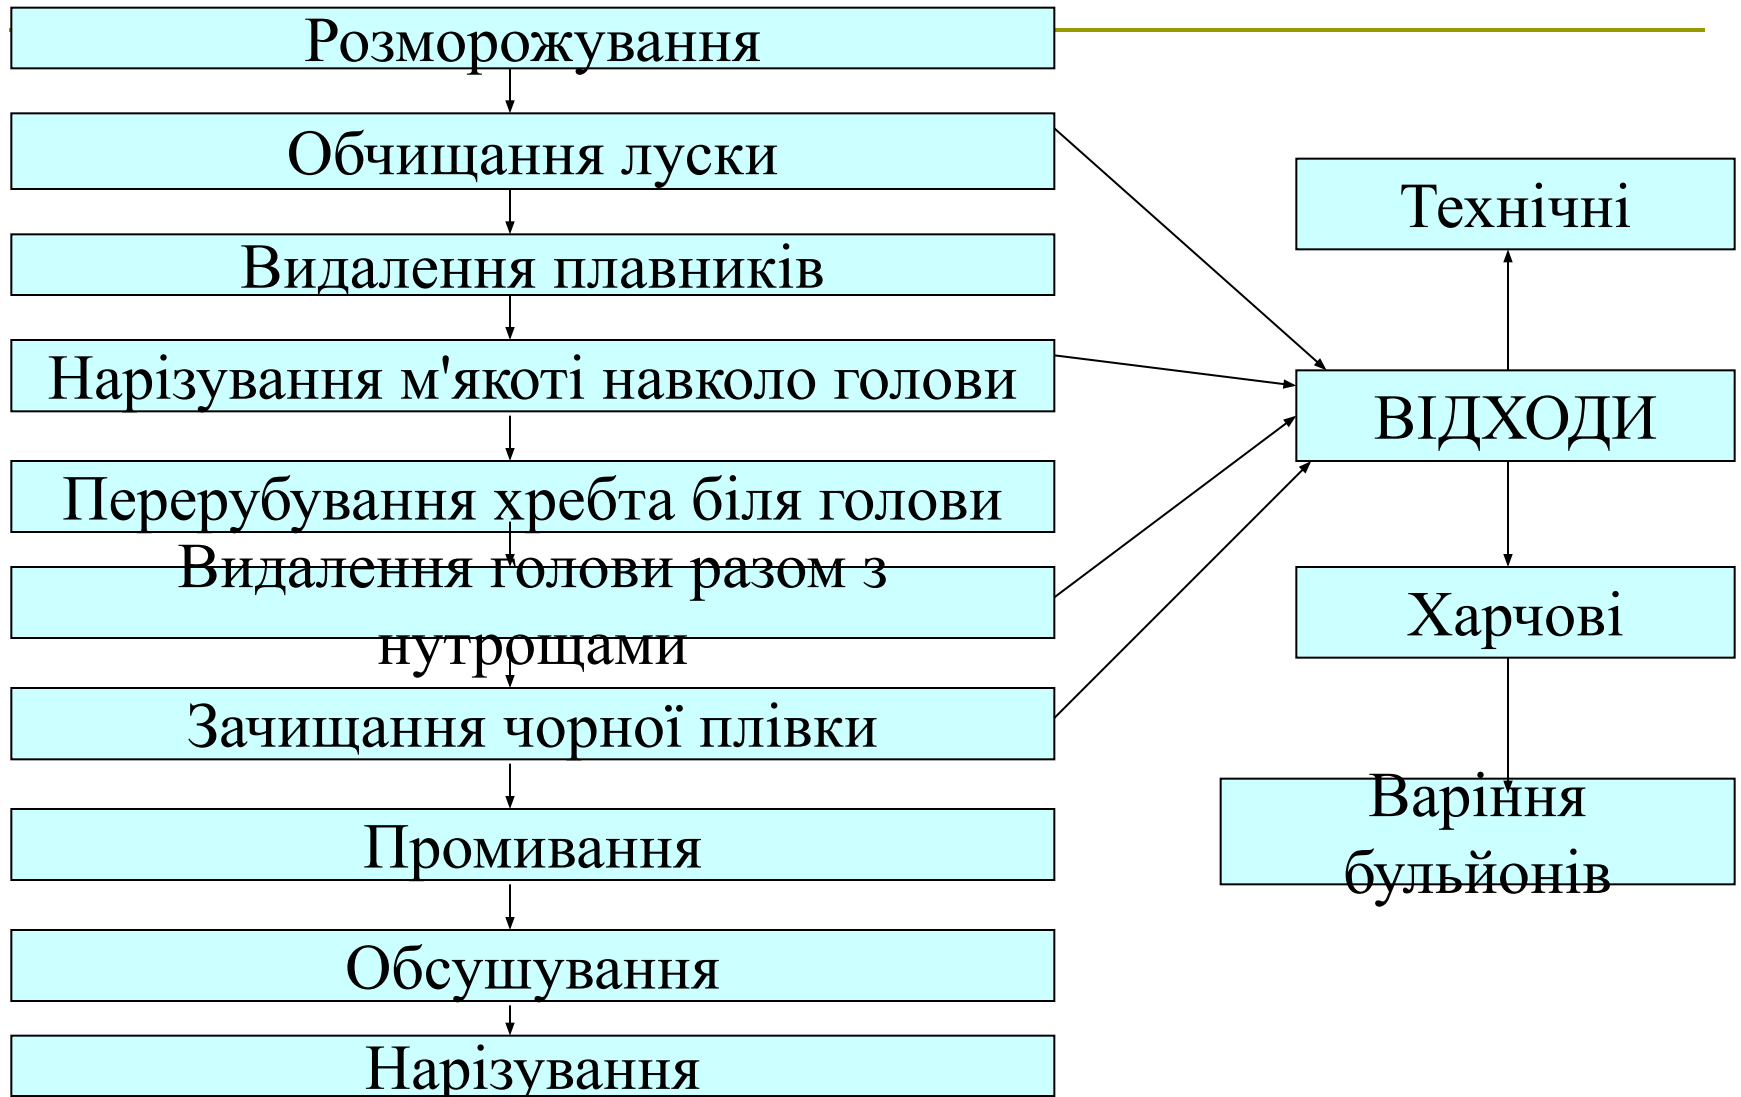 Розморожування
Обчищання луски
Видалення плавників
Нарізування м'якоті навколо голови
Перерубування хребта біля голови
Видалення голови разом з
нутрощами
Зачищання чорної плівки
Промивання
Обсушування
Нарізування
Технічні
ВІДХОДИ
Харчові
Варіння
бульйонів